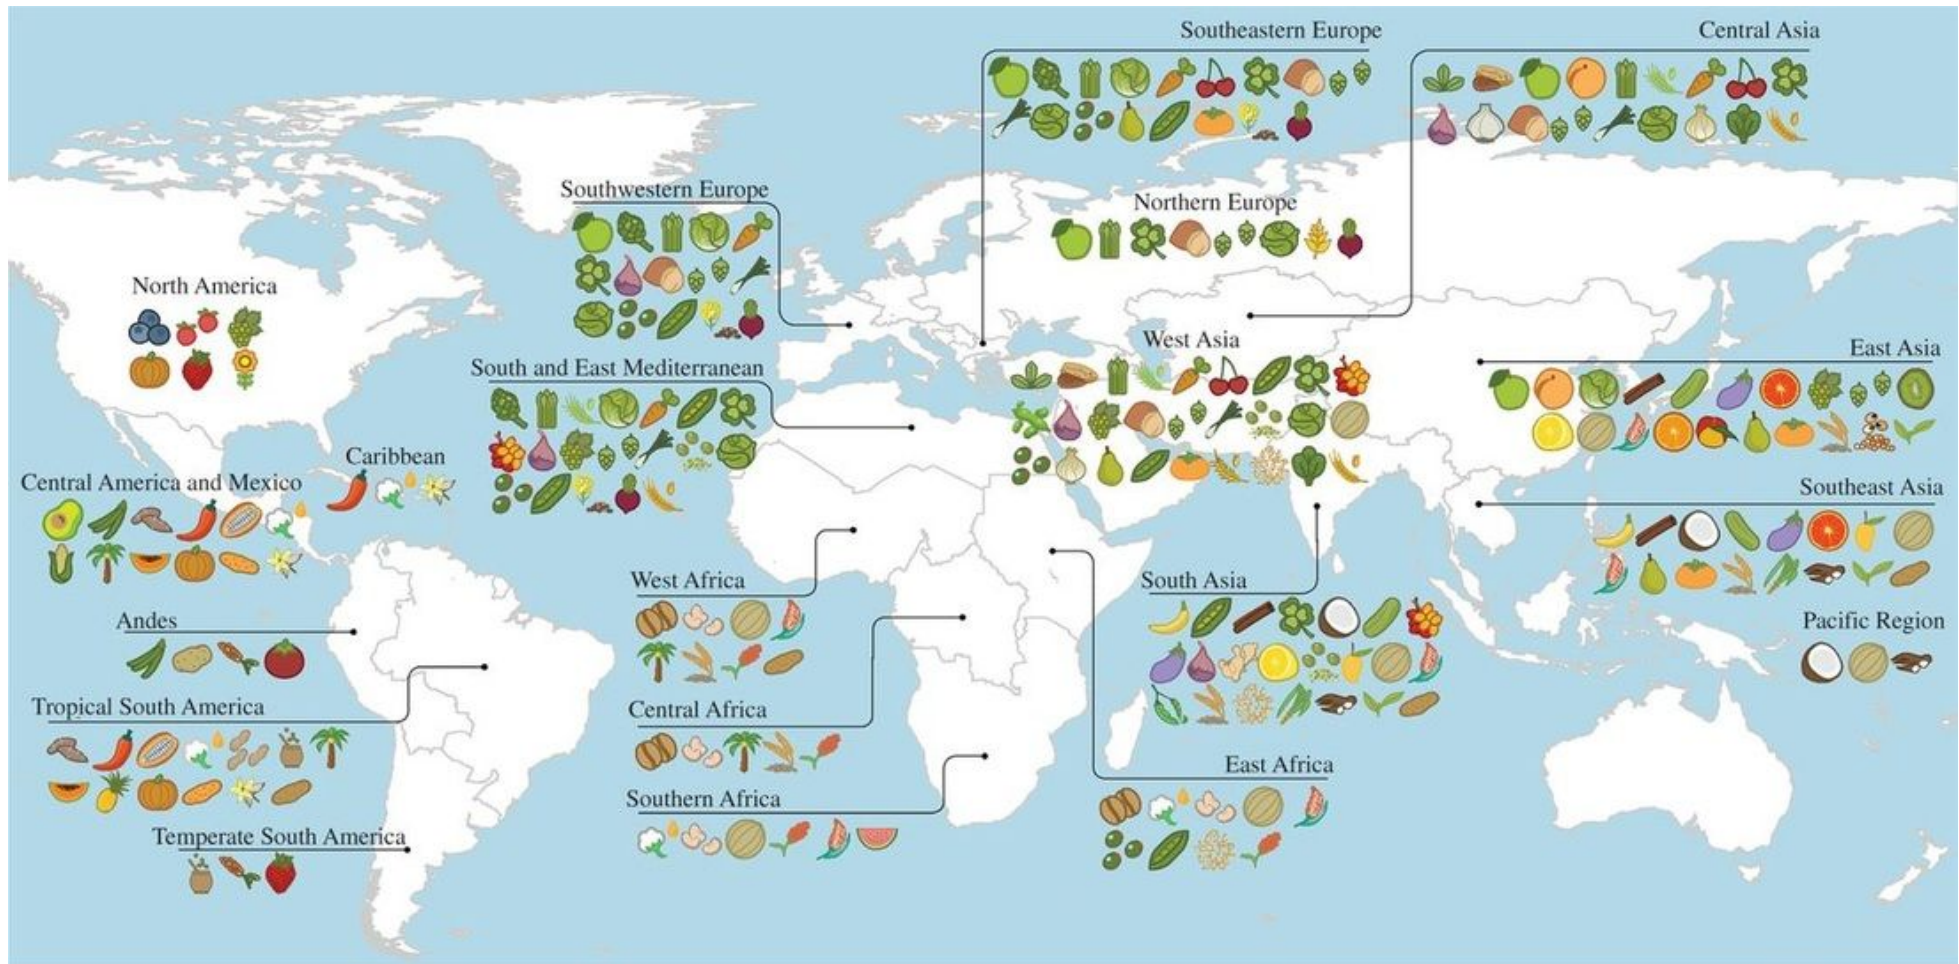 Southeastern Europe
Central Asia
Southwestern Europe
Northern Europe
North America
West Asia
East Asia
South and East Mediterranean
Caribbean
Central America and Mexico
Southeast Asia
West Africa
South Asia
Andes
Pacific Region
Tropical South America
Central Africa
East Africa
Southern Africa
Temperate South America